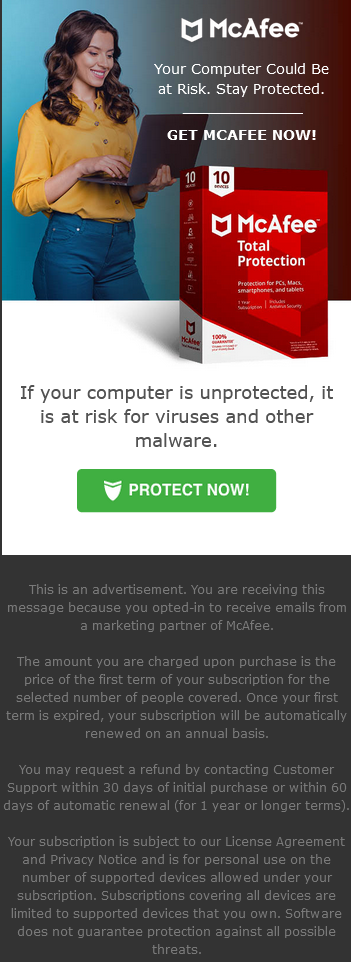 McAfee™
Your Computer Could Be
at Risk. Stay Protected.
GET MCAFEE NOW!
10
10
DEVICES
McAfee™
Total
Protection
Protection for PCs, Macs,
smartphones, and tablets
1 Year
Subscription
Includes
Antivirus Security
100%
GUARANTEE
McAfee
If your computer is unprotected, it
is at risk for viruses and other
malware.
PROTECT NOW!
This is an advertisement. You are receiving this
message because you opted-in to receive emails from
a marketing partner of McAfee.
The amount you are charged upon purchase is the
price of the first term of your subscription for the
selected number of people covered. Once your first
term is expired, your subscription will be automatically
renewed on an annual basis.
You may request a refund by contacting Customer
Support within 30 days of initial purchase or within 60
days of automatic renewal (for 1 year or longer terms).
Your subscription is subject to our License Agreement
and Privacy Notice and is for personal use on the
number of supported devices allowed under your
subscription. Subscriptions covering all devices are
limited to supported devices that you own. Software
does not guarantee protection against all possible
threats.